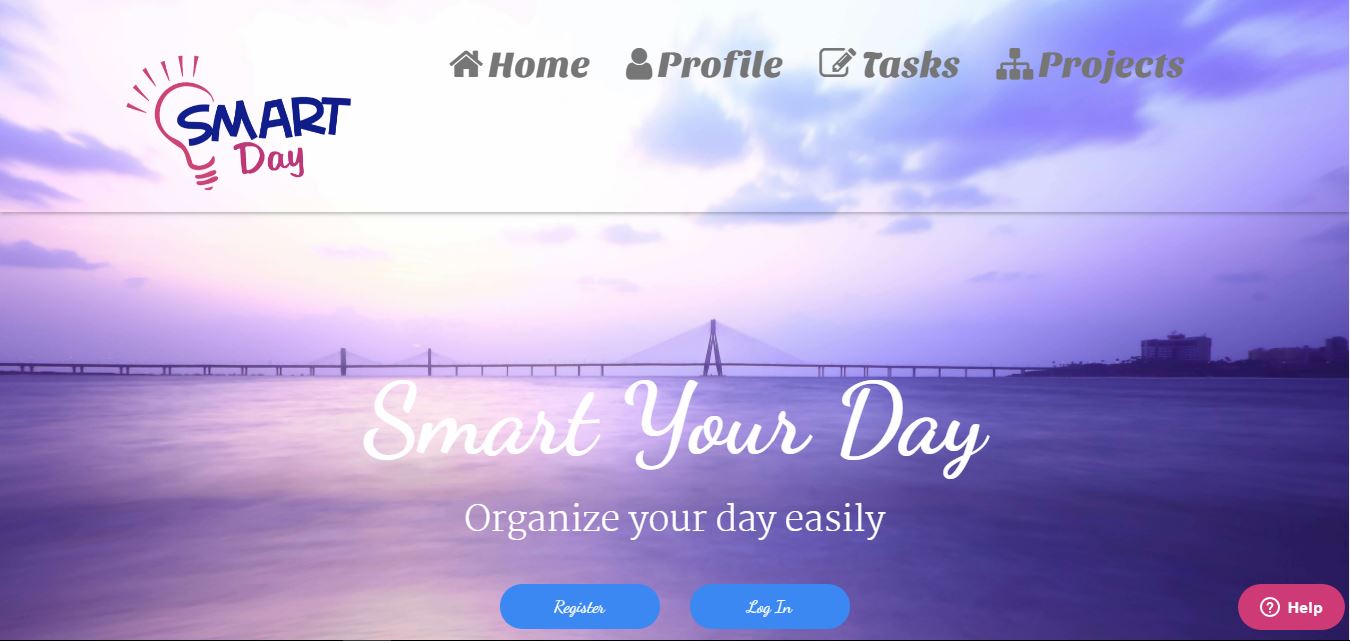 Home Profile Tasks Projects
SMART
Day
Smart Your Day
Organize your day easily
Register Log In
Help